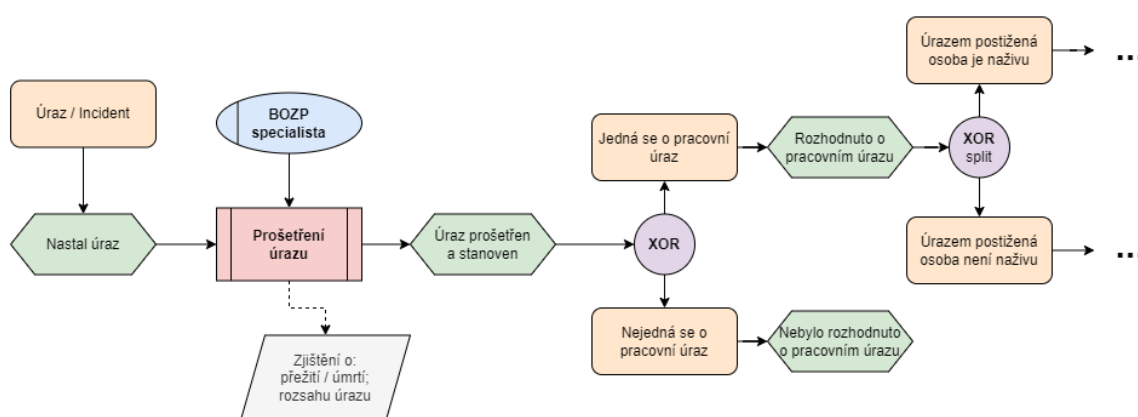 Úraz / Incident
Nastal úraz
BOZP
specialista
Prošetření
úrazu
Zjištění o:
přežití / úmrtí;
rozsahu úrazu
Úraz prošetřen
a stanoven
XOR
Jedná se o pracovní
úraz
Nejedná se o
pracovní úraz
Rozhodnuto o
pracovním úrazu
Nebylo rozhodnuto
o pracovním úrazu
XOR
split
Úrazem postižená
osoba je naživu
...
Úrazem postižená
osoba není naživu
...